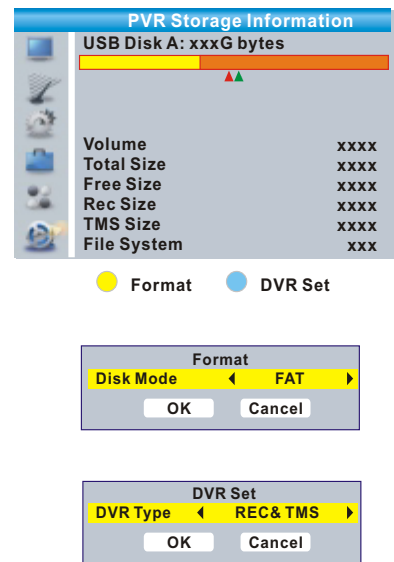 PVR Storage Information
USB Disk A: xxxG bytes
Volume xxxx
Total Size xxxx
Free Size xxxx
Rec Size xxxx
TMS Size xxxx
File System xxx
Format DVR Set
Format
Disk Mode FAT
OK Cancel
DVR Set
DVR Type REC& TMS
OK Cancel